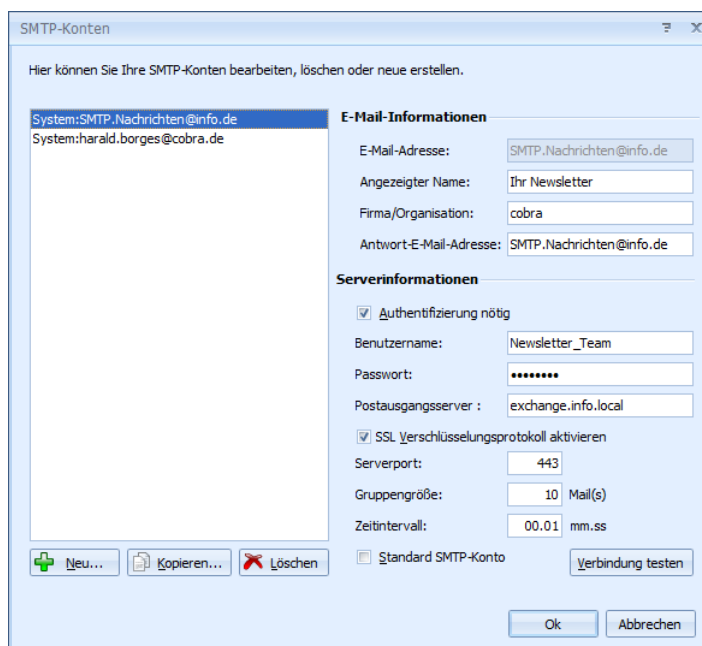 SMTP-Konten
Hier können Sie Ihre SMTP-Konten bearbeiten, löschen oder neue erstellen.
System:SMTP.Nachrichten@info.de
System:harald.borges@cobra.de
Neu...
Kopieren...
Löschen
E-Mail-Informationen
E-Mail-Adresse: SMTP.Nachrichten@info.de
Angezeigter Name: Ihr Newsletter
Firma/Organisation: cobra
Antwort-E-Mail-Adresse: SMTP.Nachrichten@info.de
Serverinformationen
Authentifizierung nötig
Benutzername: Newsletter_Team
Passwort: ••••••••
Postausgangsserver : exchange.info.local
SSL Verschlüsselungsprotokoll aktivieren
Serverport: 443
Gruppengröße: 10 Mail(s)
Zeitintervall: 00.01 mm.ss
Standard SMTP-Konto
Verbindung testen
Ok
Abbrechen